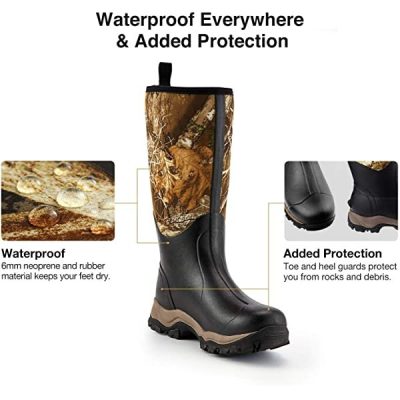 Waterproof Everywhere
& Added Protection
Waterproof
6mm neoprene and rubber
material keeps your feet dry.
Added Protection
Toe and heel guards protect
you from rocks and debris.